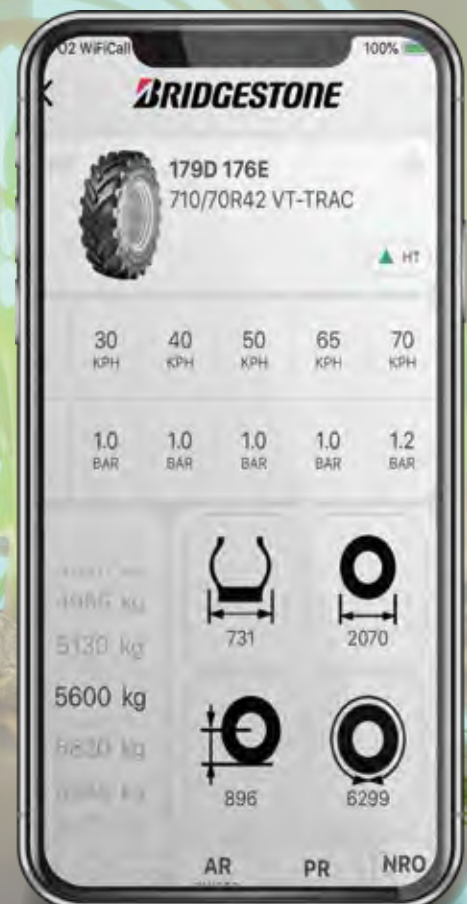 O2 WiFiCall 100%
BRIDGESTONE
179D 176E
710/70R42 VT-TRAC
HT
30 40 50 65 70
KPH KPH KPH KPH KPH
1.0 1.0 1.0 1.0 1.2
BAR BAR BAR BAR BAR
731 2070
5130 kg
5600 kg
896 6299
AR PR NRO